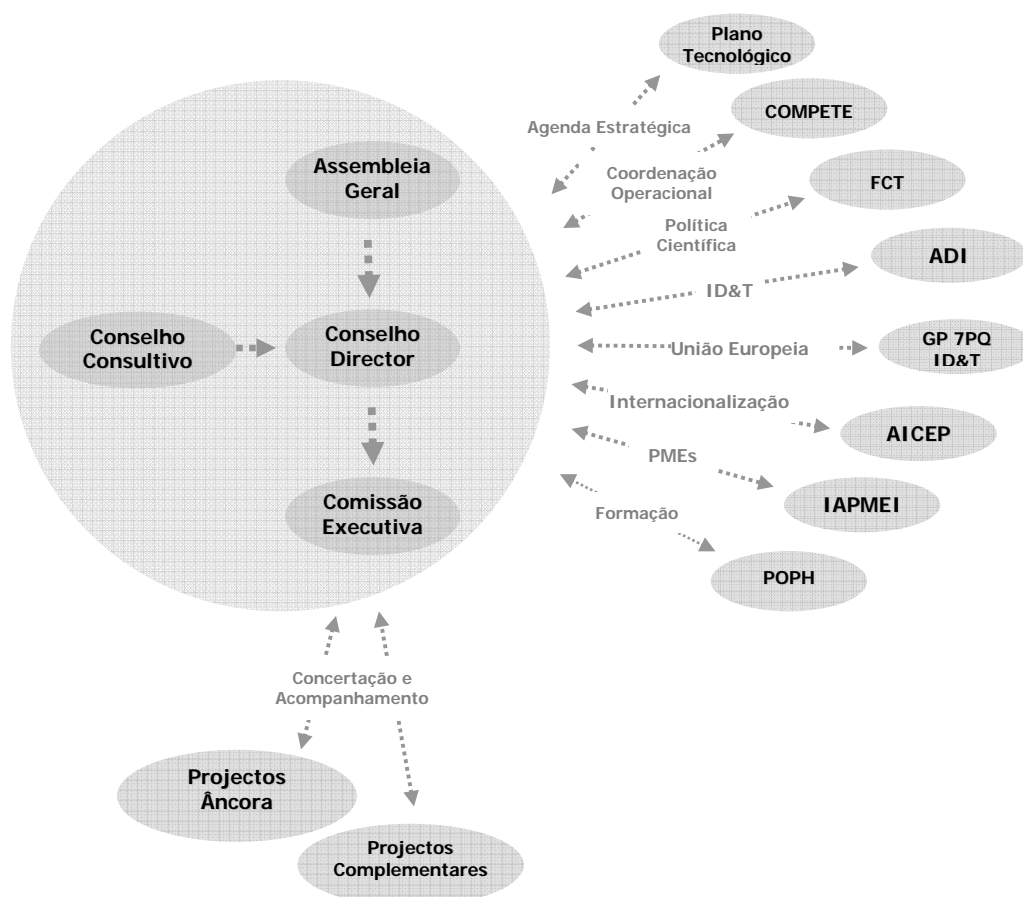 Plano
Tecnológico
COMPETE
Agenda Estratégica
Assembleia
Geral
Coordenação
Operacional
FCT
Política
Científica
ADI
ID&T
Conselho
Consultivo
Conselho
Director
União Europeia
GP 7PQ
ID&T
Internacionalização
AICEP
PMEs
Comissão
Executiva
IAPMEI
Formação
POPH
Concertação e
Acompanhamento
Projectos
Âncora
Projectos
Complementares